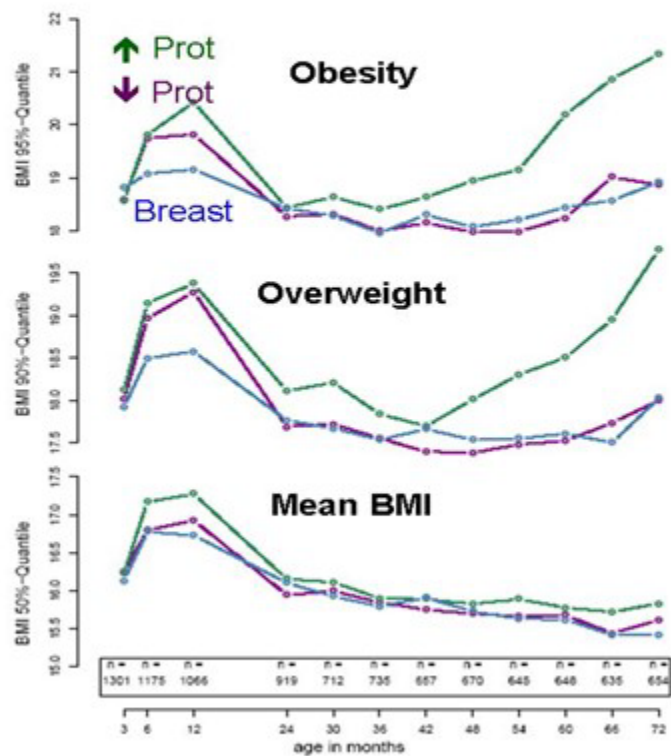 22
21
20
19
18
BMI 95%-Quantile
↑ Prot
↓ Prot
Obesity
Breast
19.5
19.0
18.5
18.0
17.5
BMI 90%-Quantile
Overweight
17.5
17.0
16.5
16.0
15.5
15.0
BMI 50%-Quantile
Mean BMI
n = n = n = n = n = n = n = n = n = n = n = n =
1301 1175 1066 919 712 735 657 670 645 648 635 654
3 6 12 24 30 36 42 48 54 60 66 72
age in months